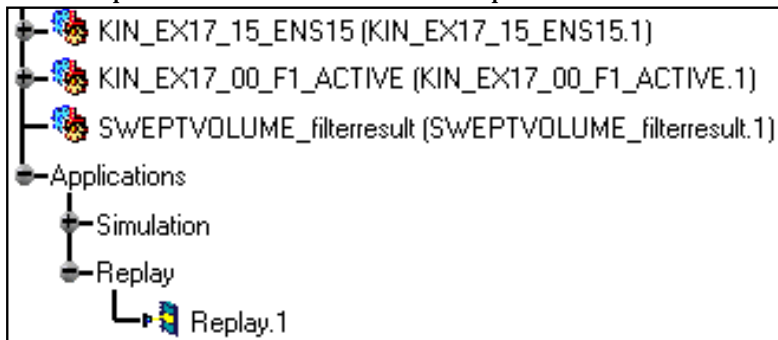 KIN_EX17_15_ENS15 (KIN_EX17_15_ENS15.1)
KIN_EX17_00_F1_ACTIVE (KIN_EX17_00_F1_ACTIVE.1)
SWEPTVOLUME_filterresult (SWEPTVOLUME_filterresult.1)
Applications
Simulation
Replay
Replay.1